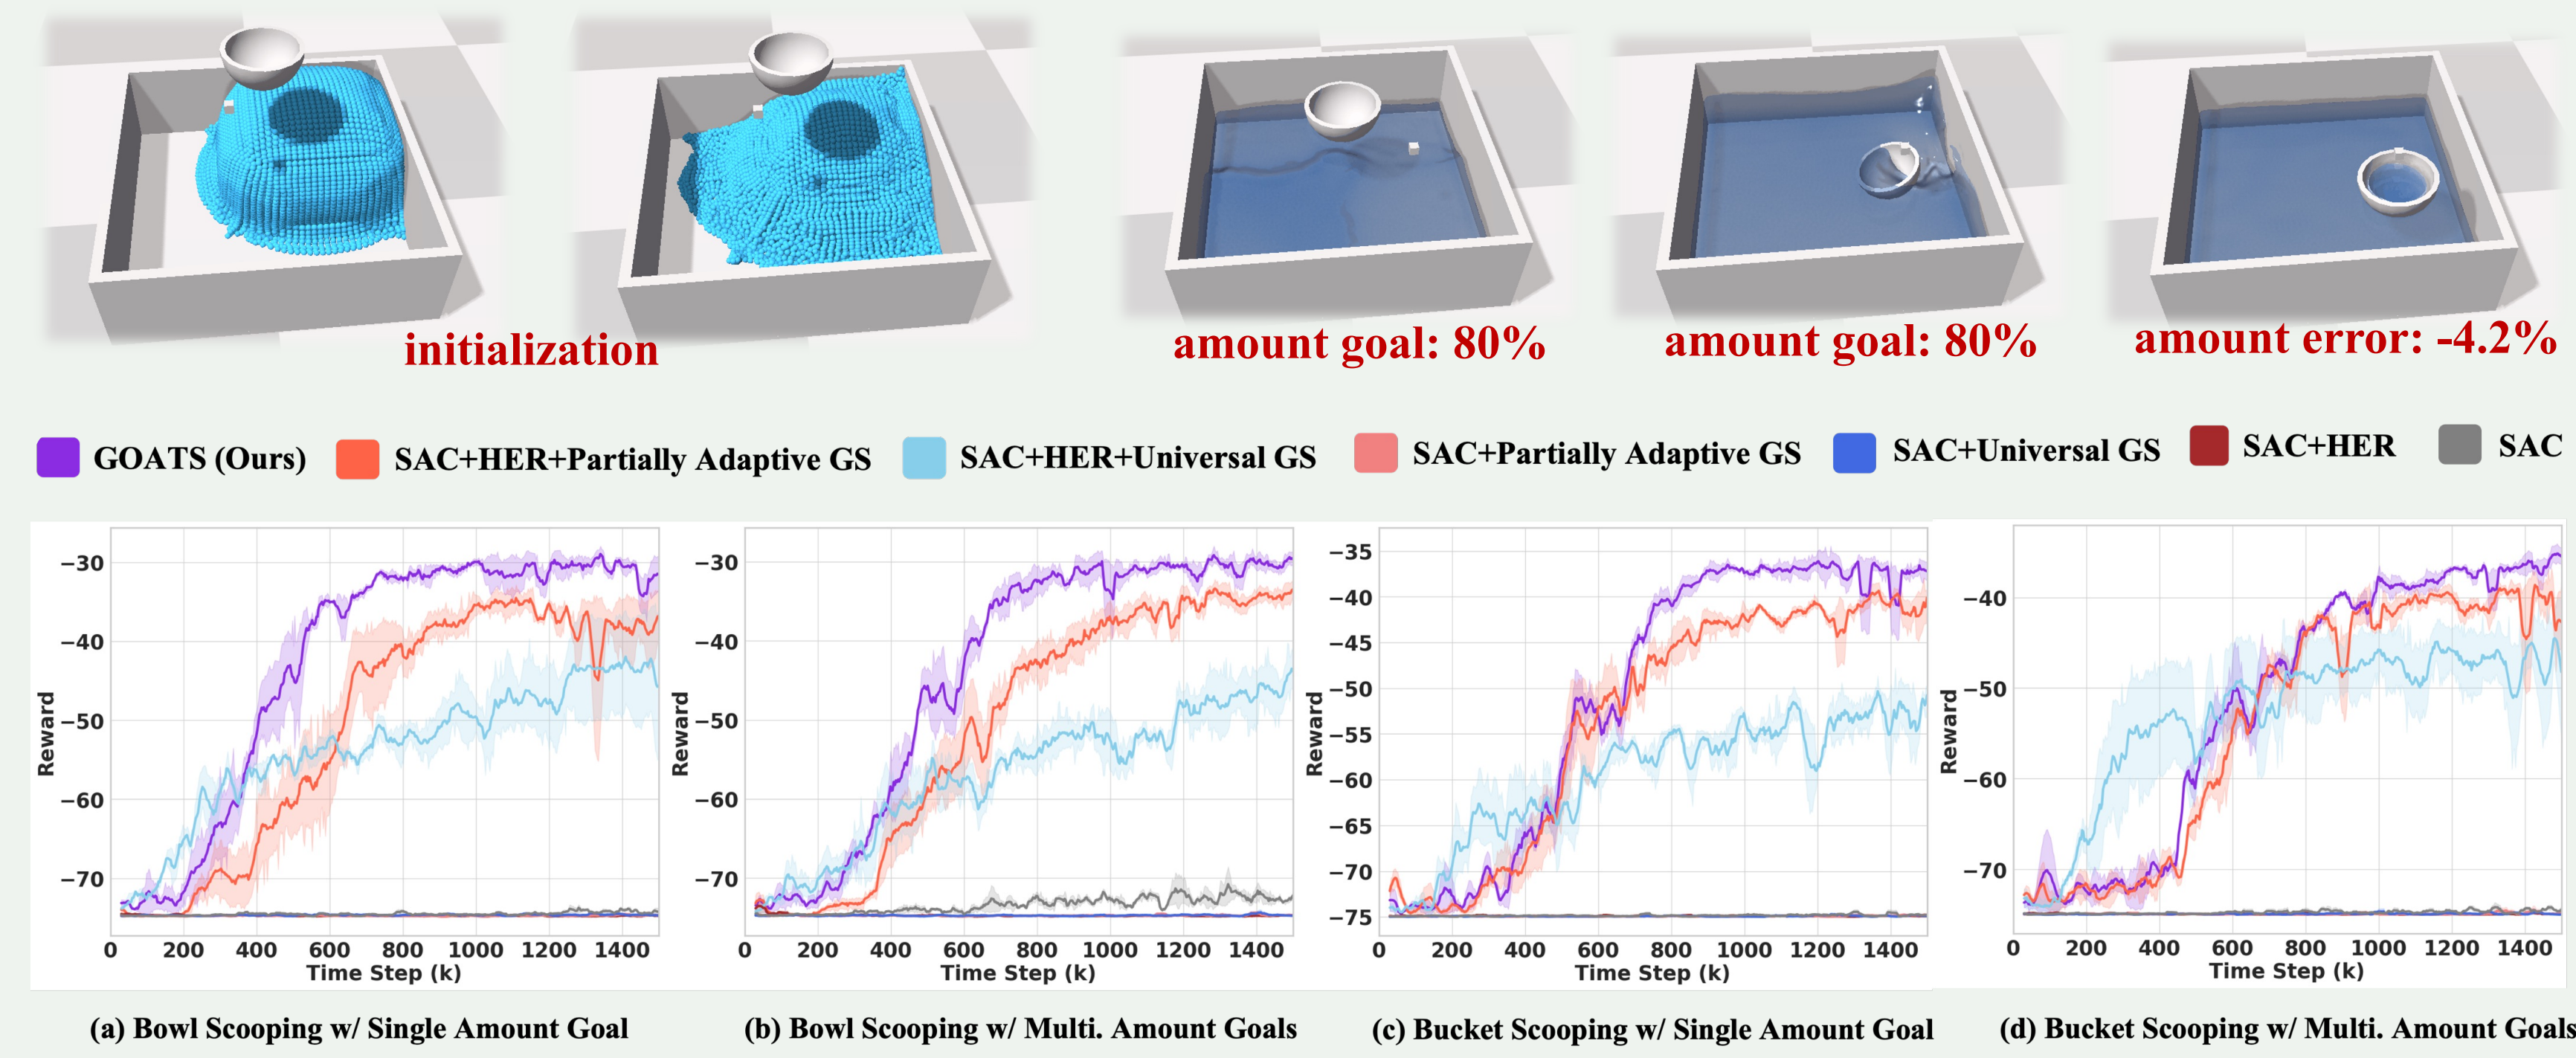 initialization
amount goal: 80%
amount goal: 80%
amount error: -4.2%
GOATS (Ours)
SAC+HER+Partially Adaptive GS
SAC+HER+Universal GS
SAC+Partially Adaptive GS
SAC+Universal GS
SAC+HER
SAC
−30
−40
−50
−60
−70
Reward
0 200 400 600 800 1000 1200 1400
Time Step (k)
−30
−40
−50
−60
−70
Reward
0 200 400 600 800 1000 1200 1400
Time Step (k)
−35
−40
−45
−50
−55
−60
−65
−70
−75
Reward
0 200 400 600 800 1000 1200 1400
Time Step (k)
−40
−50
−60
−70
Reward
0 200 400 600 800 1000 1200 1400
Time Step (k)
(a) Bowl Scooping w/ Single Amount Goal
(b) Bowl Scooping w/ Multi. Amount Goals
(c) Bucket Scooping w/ Single Amount Goal
(d) Bucket Scooping w/ Multi. Amount Goals